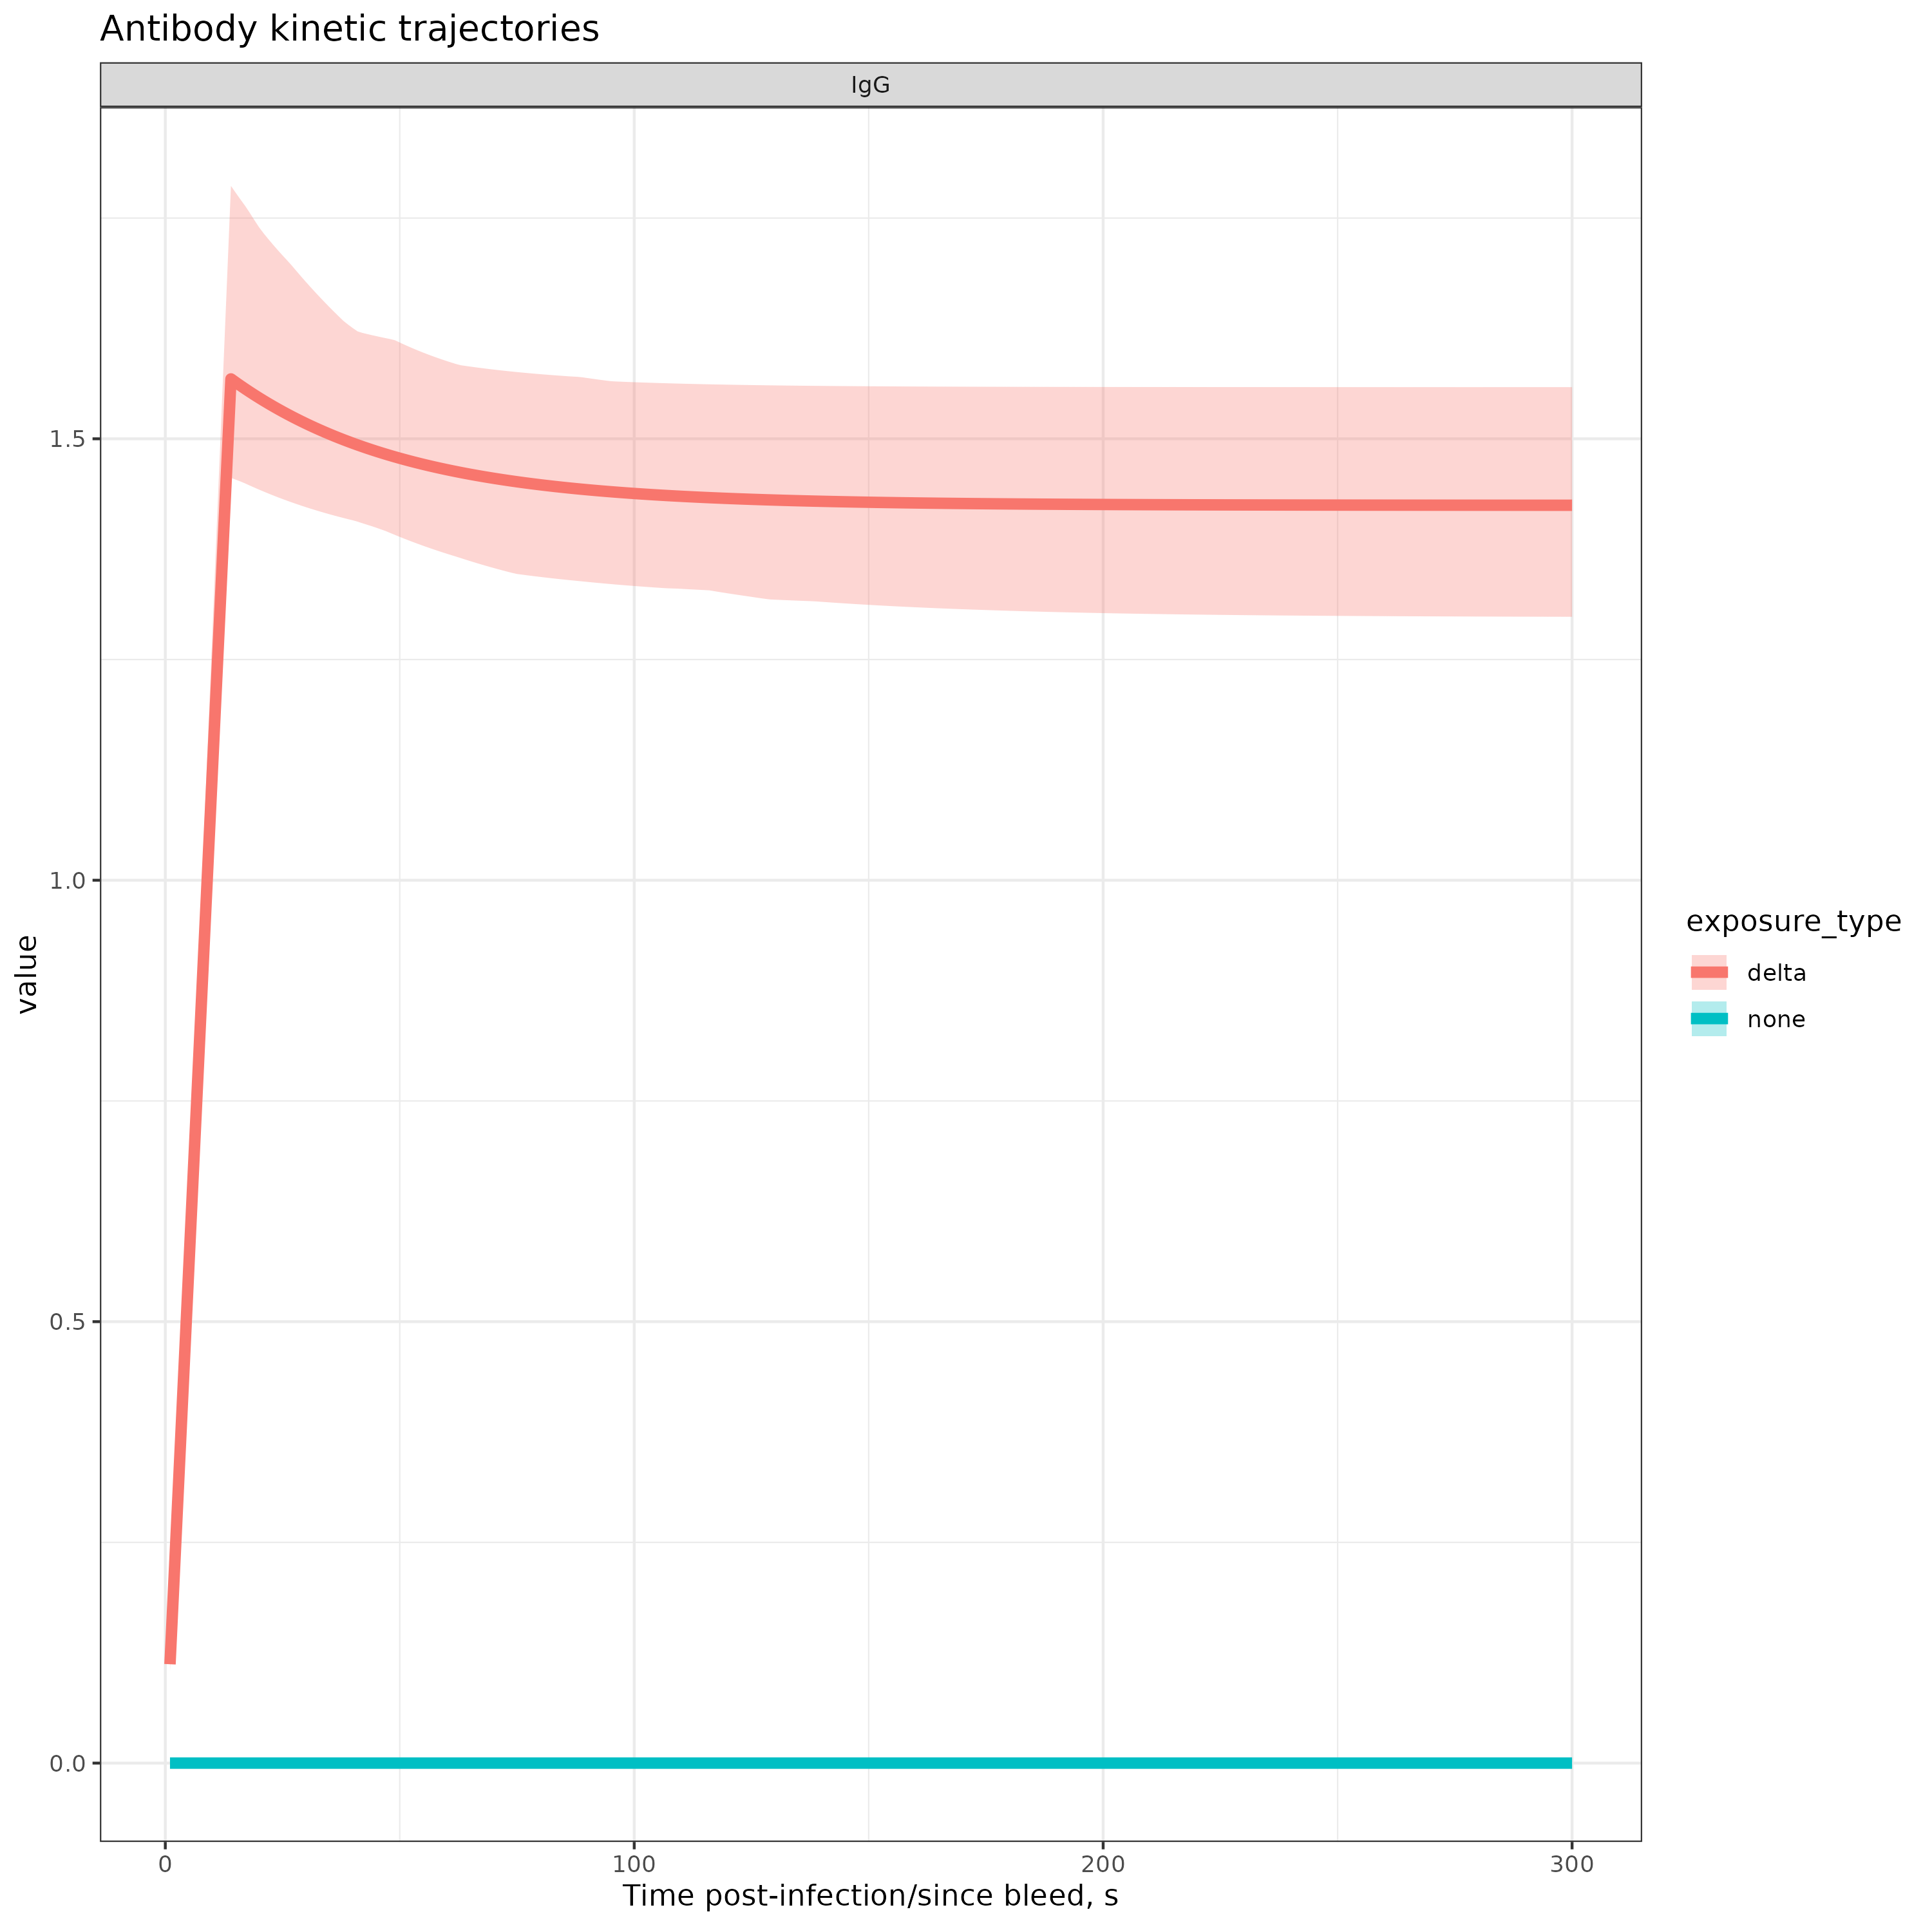 Antibody kinetic trajectories
IgG
1.5
1.0
0.5
0.0
value
0
100
200
300
Time post-infection/since bleed, s
exposure_type
delta
none